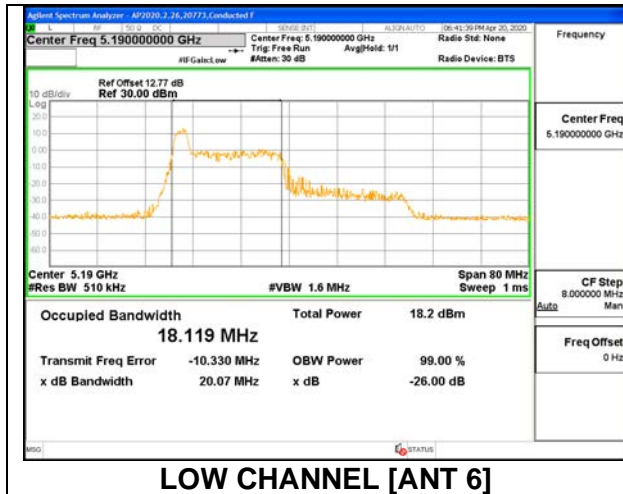 Agilent Spectrum Analyzer - AP2020.2.26,20773,Conducted F
L RF 50 Ω DC SENSE:INT ALIGNAUTO 06:41:39 PM Apr 20, 2020
Center Freq 5.190000000 GHz Center Freq: 5.190000000 GHz Radio Std: None Frequency
Trig: Free Run Avg|Hold: 1/1
#IFGain:Low #Atten: 30 dB Radio Device: BTS
Ref Offset 12.77 dB
10 dB/div Ref 30.00 dBm
Log
20.0
10.0
0.00
-10.0
-20.0
-30.0
-40.0
-50.0
-60.0
Center Freq
5.190000000 GHz
Center 5.19 GHz Span 80 MHz
#Res BW 510 kHz #VBW 1.6 MHz Sweep 1 ms
CF Step
8.000000 MHz
Auto Man
Occupied Bandwidth Total Power 18.2 dBm
18.119 MHz
Freq Offset
0 Hz
Transmit Freq Error -10.330 MHz OBW Power 99.00 %
x dB Bandwidth 20.07 MHz x dB -26.00 dB
MSG STATUS
LOW CHANNEL [ANT 6]